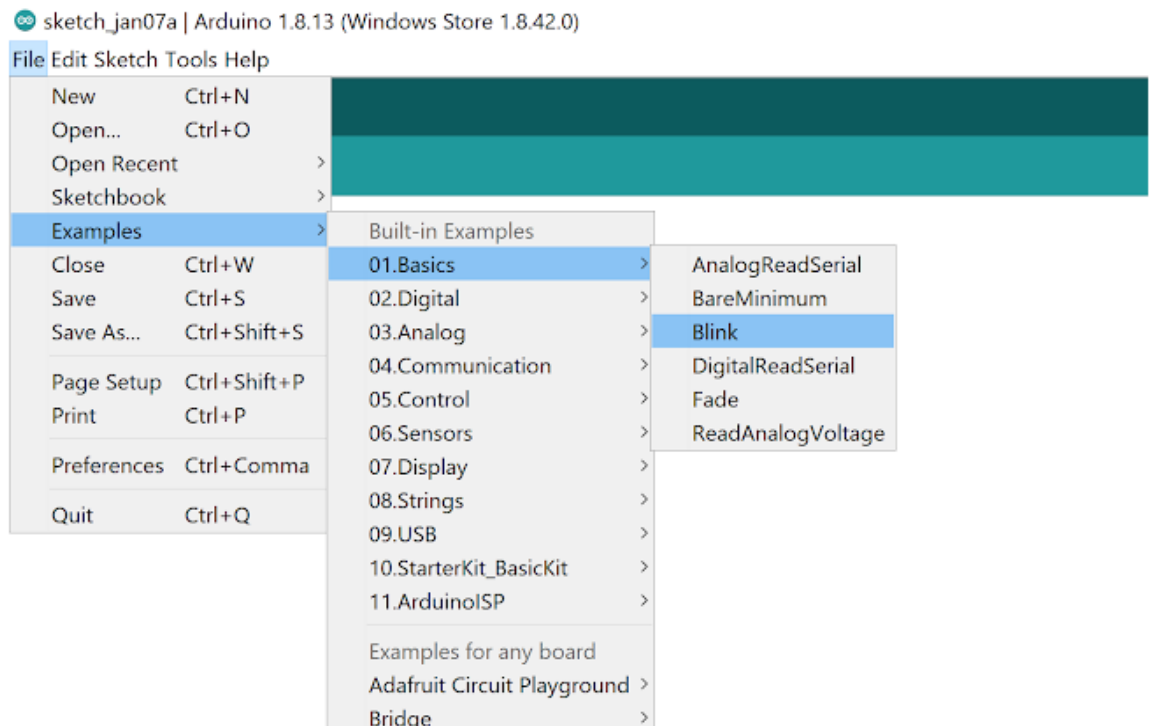 sketch_jan07a | Arduino 1.8.13 (Windows Store 1.8.42.0)
File Edit Sketch Tools Help
New Ctrl+N
Open... Ctrl+O
Open Recent
Sketchbook
Examples
Close Ctrl+W
Save Ctrl+S
Save As... Ctrl+Shift+S
Page Setup Ctrl+Shift+P
Print Ctrl+P
Preferences Ctrl+Comma
Quit Ctrl+Q
Built-in Examples
01.Basics
02.Digital
03.Analog
04.Communication
05.Control
06.Sensors
07.Display
08.Strings
09.USB
10.StarterKit_BasicKit
11.ArduinoISP
Examples for any board
Adafruit Circuit Playground
Bridge
AnalogReadSerial
BareMinimum
Blink
DigitalReadSerial
Fade
ReadAnalogVoltage